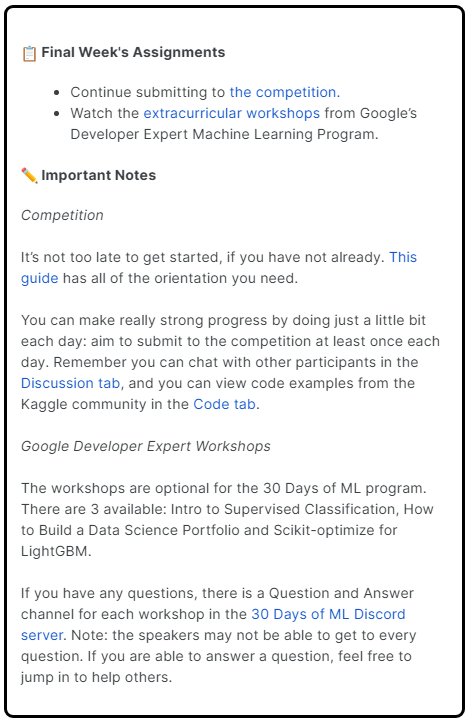 📋 Final Week's Assignments
• Continue submitting to the competition.
• Watch the extracurricular workshops from Google’s
Developer Expert Machine Learning Program.
✏️ Important Notes
Competition
It’s not too late to get started, if you have not already. This
guide has all of the orientation you need.
You can make really strong progress by doing just a little bit
each day: aim to submit to the competition at least once each
day. Remember you can chat with other participants in the
Discussion tab, and you can view code examples from the
Kaggle community in the Code tab.
Google Developer Expert Workshops
The workshops are optional for the 30 Days of ML program.
There are 3 available: Intro to Supervised Classification, How
to Build a Data Science Portfolio and Scikit-optimize for
LightGBM.
If you have any questions, there is a Question and Answer
channel for each workshop in the 30 Days of ML Discord
server. Note: the speakers may not be able to get to every
question. If you are able to answer a question, feel free to
jump in to help others.